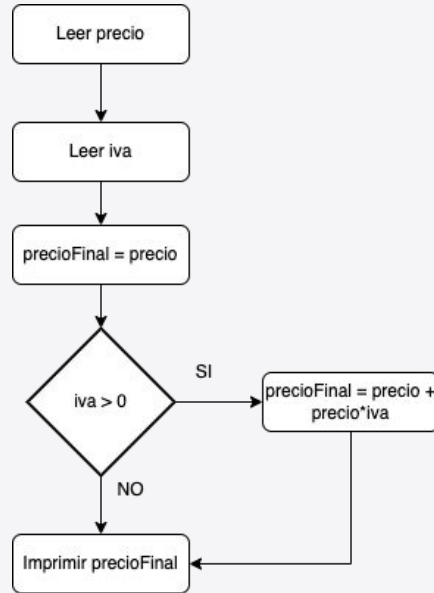 Leer precio
Leer iva
precioFinal = precio
iva > 0
SI
precioFinal = precio +
precio*iva
NO
Imprimir precioFinal